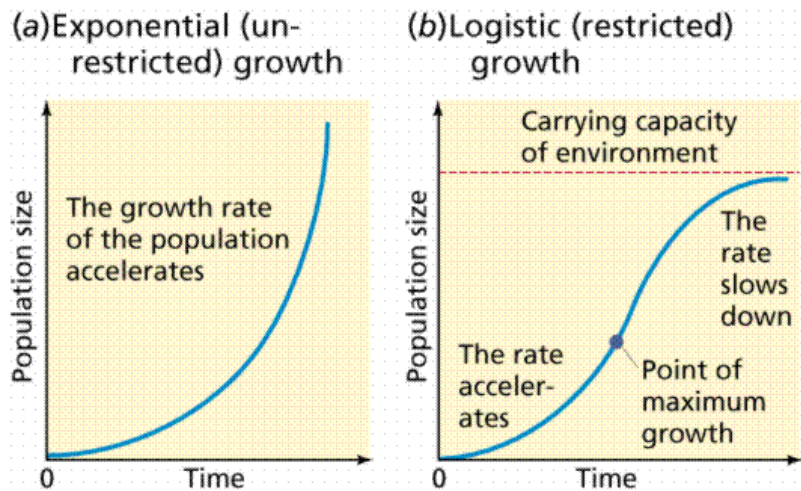 (a)Exponential (un-
restricted) growth
Population size
The growth rate
of the population
accelerates
0
Time
(b)Logistic (restricted)
growth
Population size
Carrying capacity
of environment
The
rate
slows
down
The rate
acceler-
ates
Point of
maximum
growth
0
Time